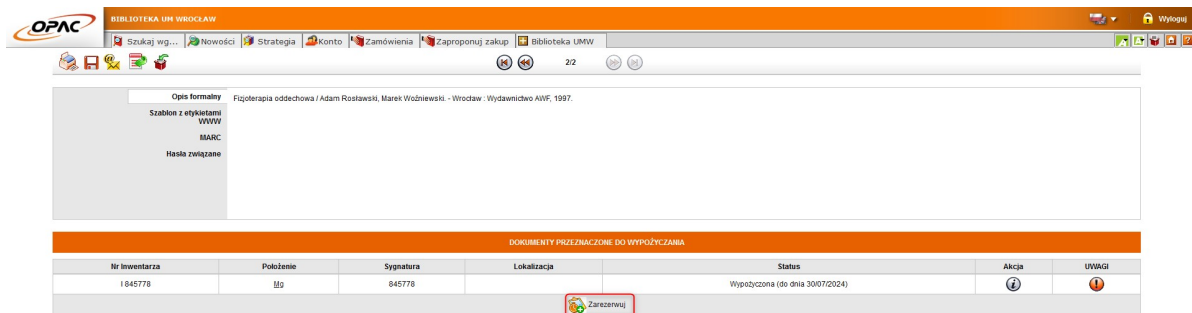 OPAC
BIBLIOTEKA UM WROCŁAW
Wyloguj
Szukaj wg... Nowości Strategia Konto Zamówienia Zaproponuj zakup Biblioteka UMW
2/2
Opis formalny
Fizjoterapia oddechowa / Adam Rosławski, Marek Woźniewski. - Wrocław : Wydawnictwo AWF, 1997.
Szablon z etykietami
WWW
MARC
Hasła związane
DOKUMENTY PRZEZNACZONE DO WYPOŻYCZANIA
Nr Inwentarza Położenie Sygnatura Lokalizacja Status Akcja UWAGI
I 845778 Mg 845778 Wypożyczona (do dnia 30/07/2024)
Zarezerwuj